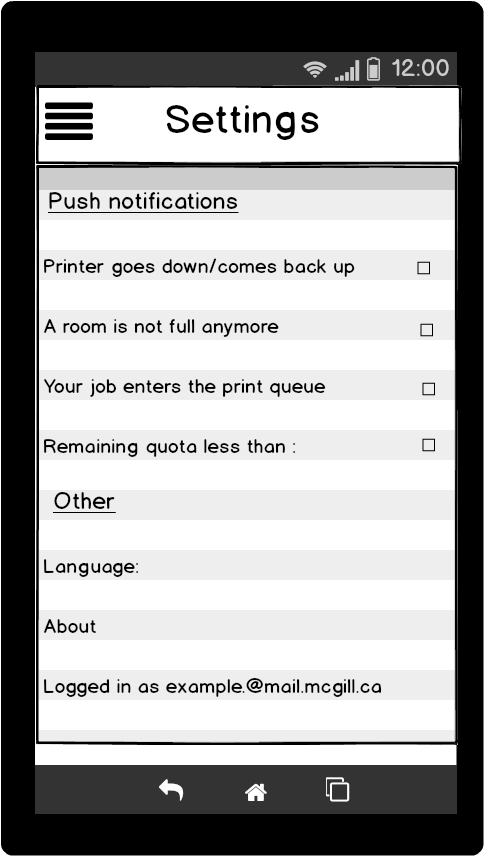 12:00
Settings
Push notifications
Printer goes down/comes back up
A room is not full anymore
Your job enters the print queue
Remaining quota less than :
Other
Language:
About
Logged in as example.@mail.mcgill.ca